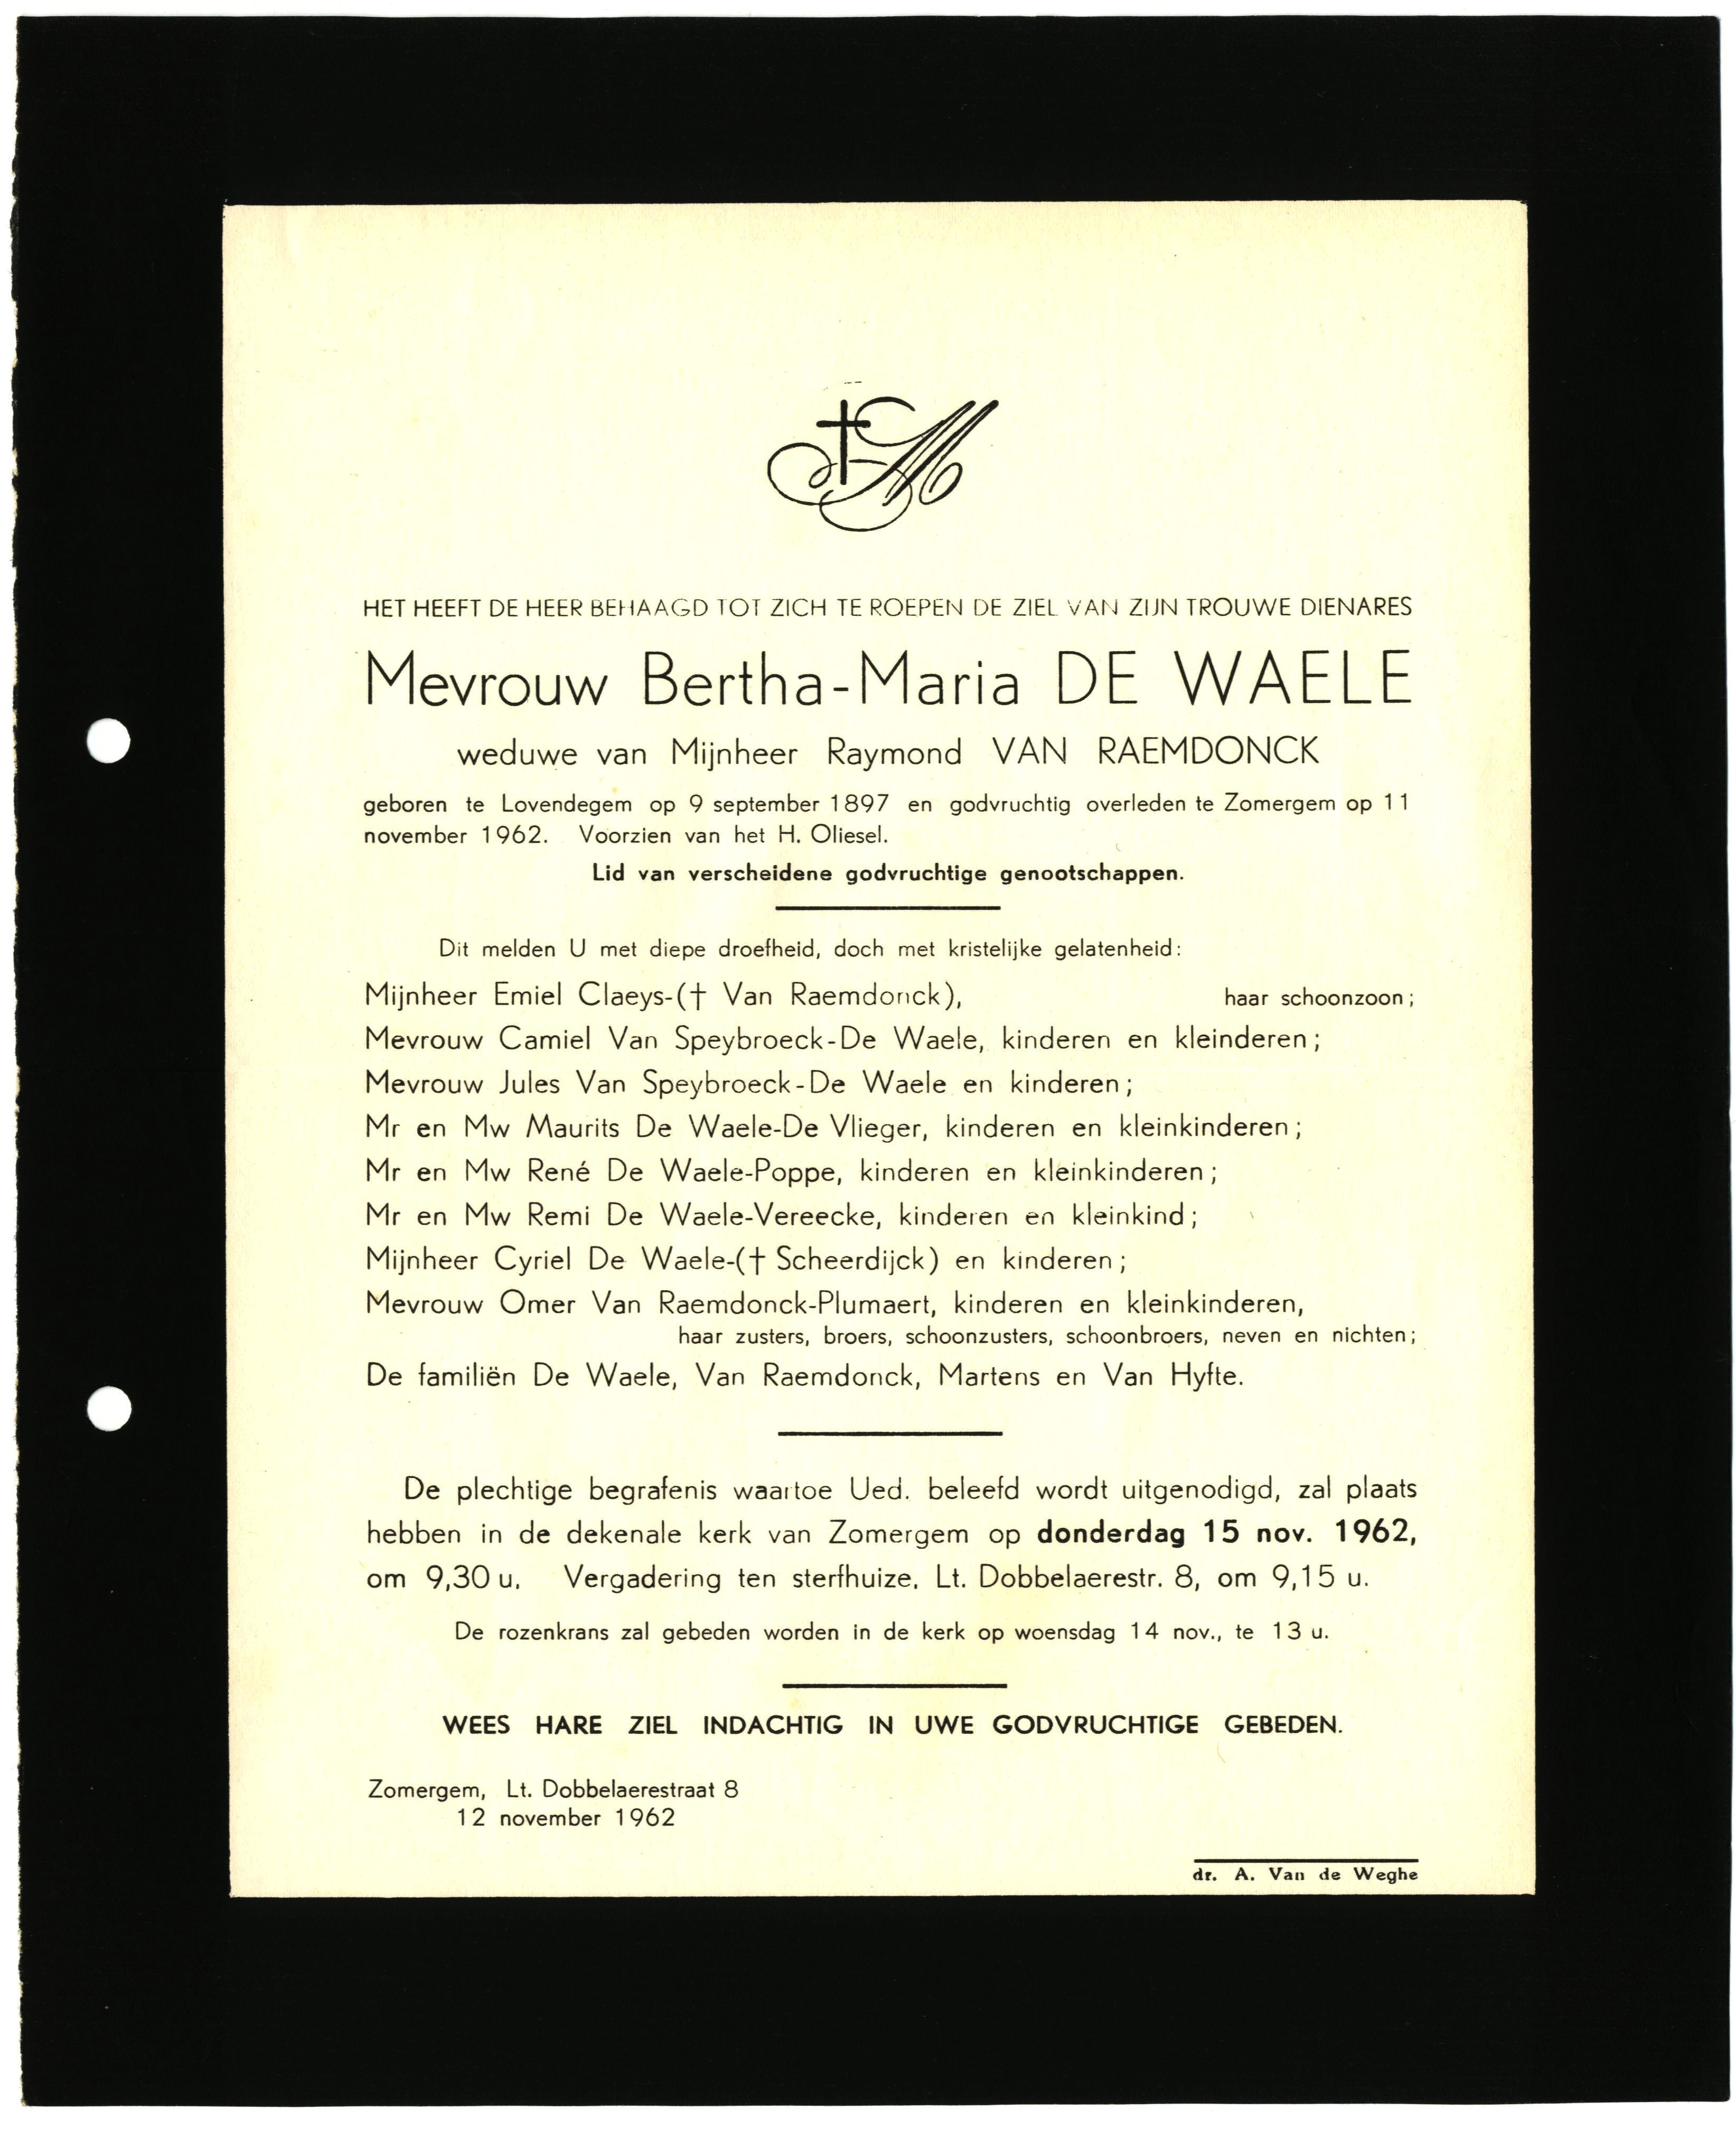 M
HET HEEFT DE HEER BEHAAGD TOT ZICH TE ROEPEN DE ZIEL VAN ZIJN TROUWE DIENARES
Mevrouw Bertha-Maria DE WAELE
weduwe van Mijnheer Raymond VAN RAEMDONCK
geboren te Lovendegem op 9 september 1897 en godvruchtig overleden te Zomergem op 11
november 1962. Voorzien van het H. Oliesel.
Lid van verscheidene godvruchtige genootschappen.
Dit melden U met diepe droefheid, doch met kristelijke gelatenheid:
Mijnheer Emiel Claeys-(† Van Raemdonck), haar schoonzoon;
Mevrouw Camiel Van Speybroeck-De Waele, kinderen en kleinderen;
Mevrouw Jules Van Speybroeck-De Waele en kinderen;
Mr en Mw Maurits De Waele-De Vlieger, kinderen en kleinkinderen;
Mr en Mw René De Waele-Poppe, kinderen en kleinkinderen;
Mr en Mw Remi De Waele-Vereecke, kinderen en kleinkind;
Mijnheer Cyriel De Waele-(† Scheerdijck) en kinderen;
Mevrouw Omer Van Raemdonck-Plumaert, kinderen en kleinkinderen,
haar zusters, broers, schoonzusters, schoonbroers, neven en nichten;
De familiën De Waele, Van Raemdonck, Martens en Van Hyfte.
De plechtige begrafenis waartoe Ued. beleefd wordt uitgenodigd, zal plaats
hebben in de dekenale kerk van Zomergem op donderdag 15 nov. 1962,
om 9,30 u. Vergadering ten sterfhuize, Lt. Dobbelaerestr. 8, om 9,15 u.
De rozenkrans zal gebeden worden in de kerk op woensdag 14 nov., te 13 u.
WEES HARE ZIEL INDACHTIG IN UWE GODVRUCHTIGE GEBEDEN.
Zomergem, Lt. Dobbelaerestraat 8
12 november 1962
dr. A. Van de Weghe